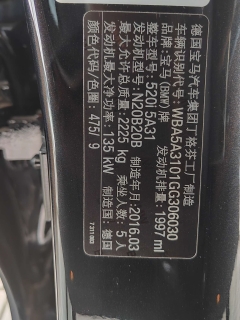 德国宝马汽车集团丁格芬工厂制造
车辆识别代号: WBA5A3101GG306030
整车型号: 520I 5A31
品牌: 宝马 (BMW) 牌 发动机排量: 1997 ml
发动机型号: N20B20B 制造年月: 2016.03
最大允许总质量: 2225 kg 乘坐人数: 5 人
发动机最大净功率: 135 kW 制造国: 德国
颜色代码/色圈: 475/ 9